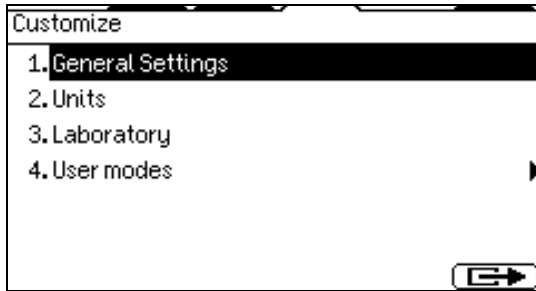 Customize
1. General Settings
2. Units
3. Laboratory
4. User modes